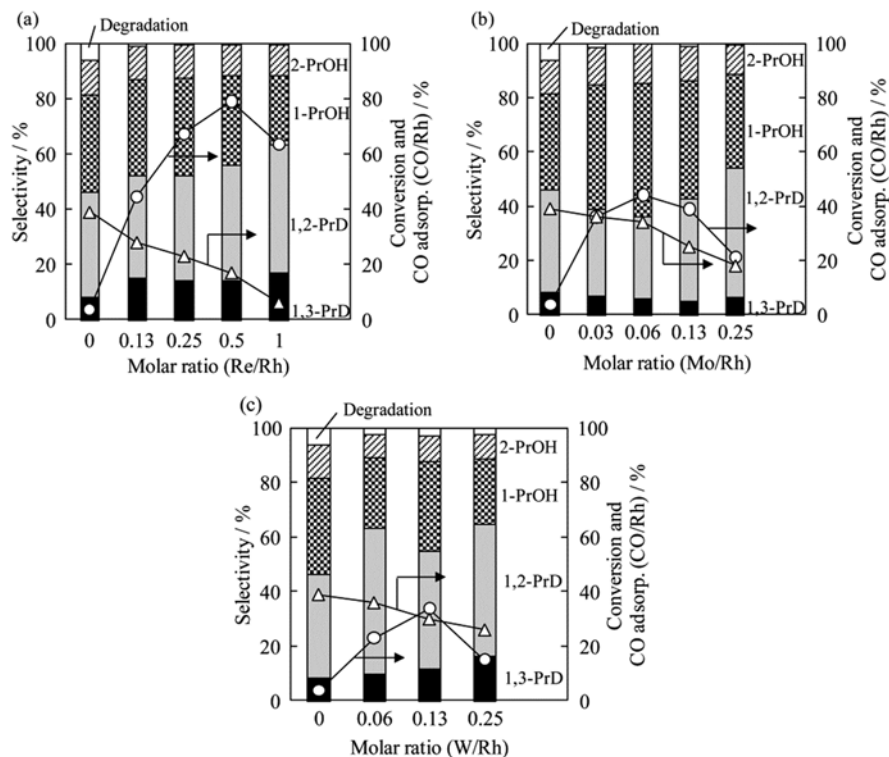 (a)
Degradation
100
80
60
40
20
0
Selectivity / %
2-PrOH
1-PrOH
1,2-PrD
1,3-PrD
100
80
60
40
20
0
Conversion and
CO adsorp. (CO/Rh) / %
0 0.13 0.25 0.5 1
Molar ratio (Re/Rh)
(b)
Degradation
100
80
60
40
20
0
Selectivity / %
2-PrOH
1-PrOH
1,2-PrD
1,3-PrD
100
80
60
40
20
0
Conversion and
CO adsorp. (CO/Rh) / %
0 0.03 0.06 0.13 0.25
Molar ratio (Mo/Rh)
(c)
Degradation
100
80
60
40
20
0
Selectivity / %
2-PrOH
1-PrOH
1,2-PrD
1,3-PrD
100
80
60
40
20
0
Conversion and
CO adsorp. (CO/Rh) / %
0 0.06 0.13 0.25
Molar ratio (W/Rh)